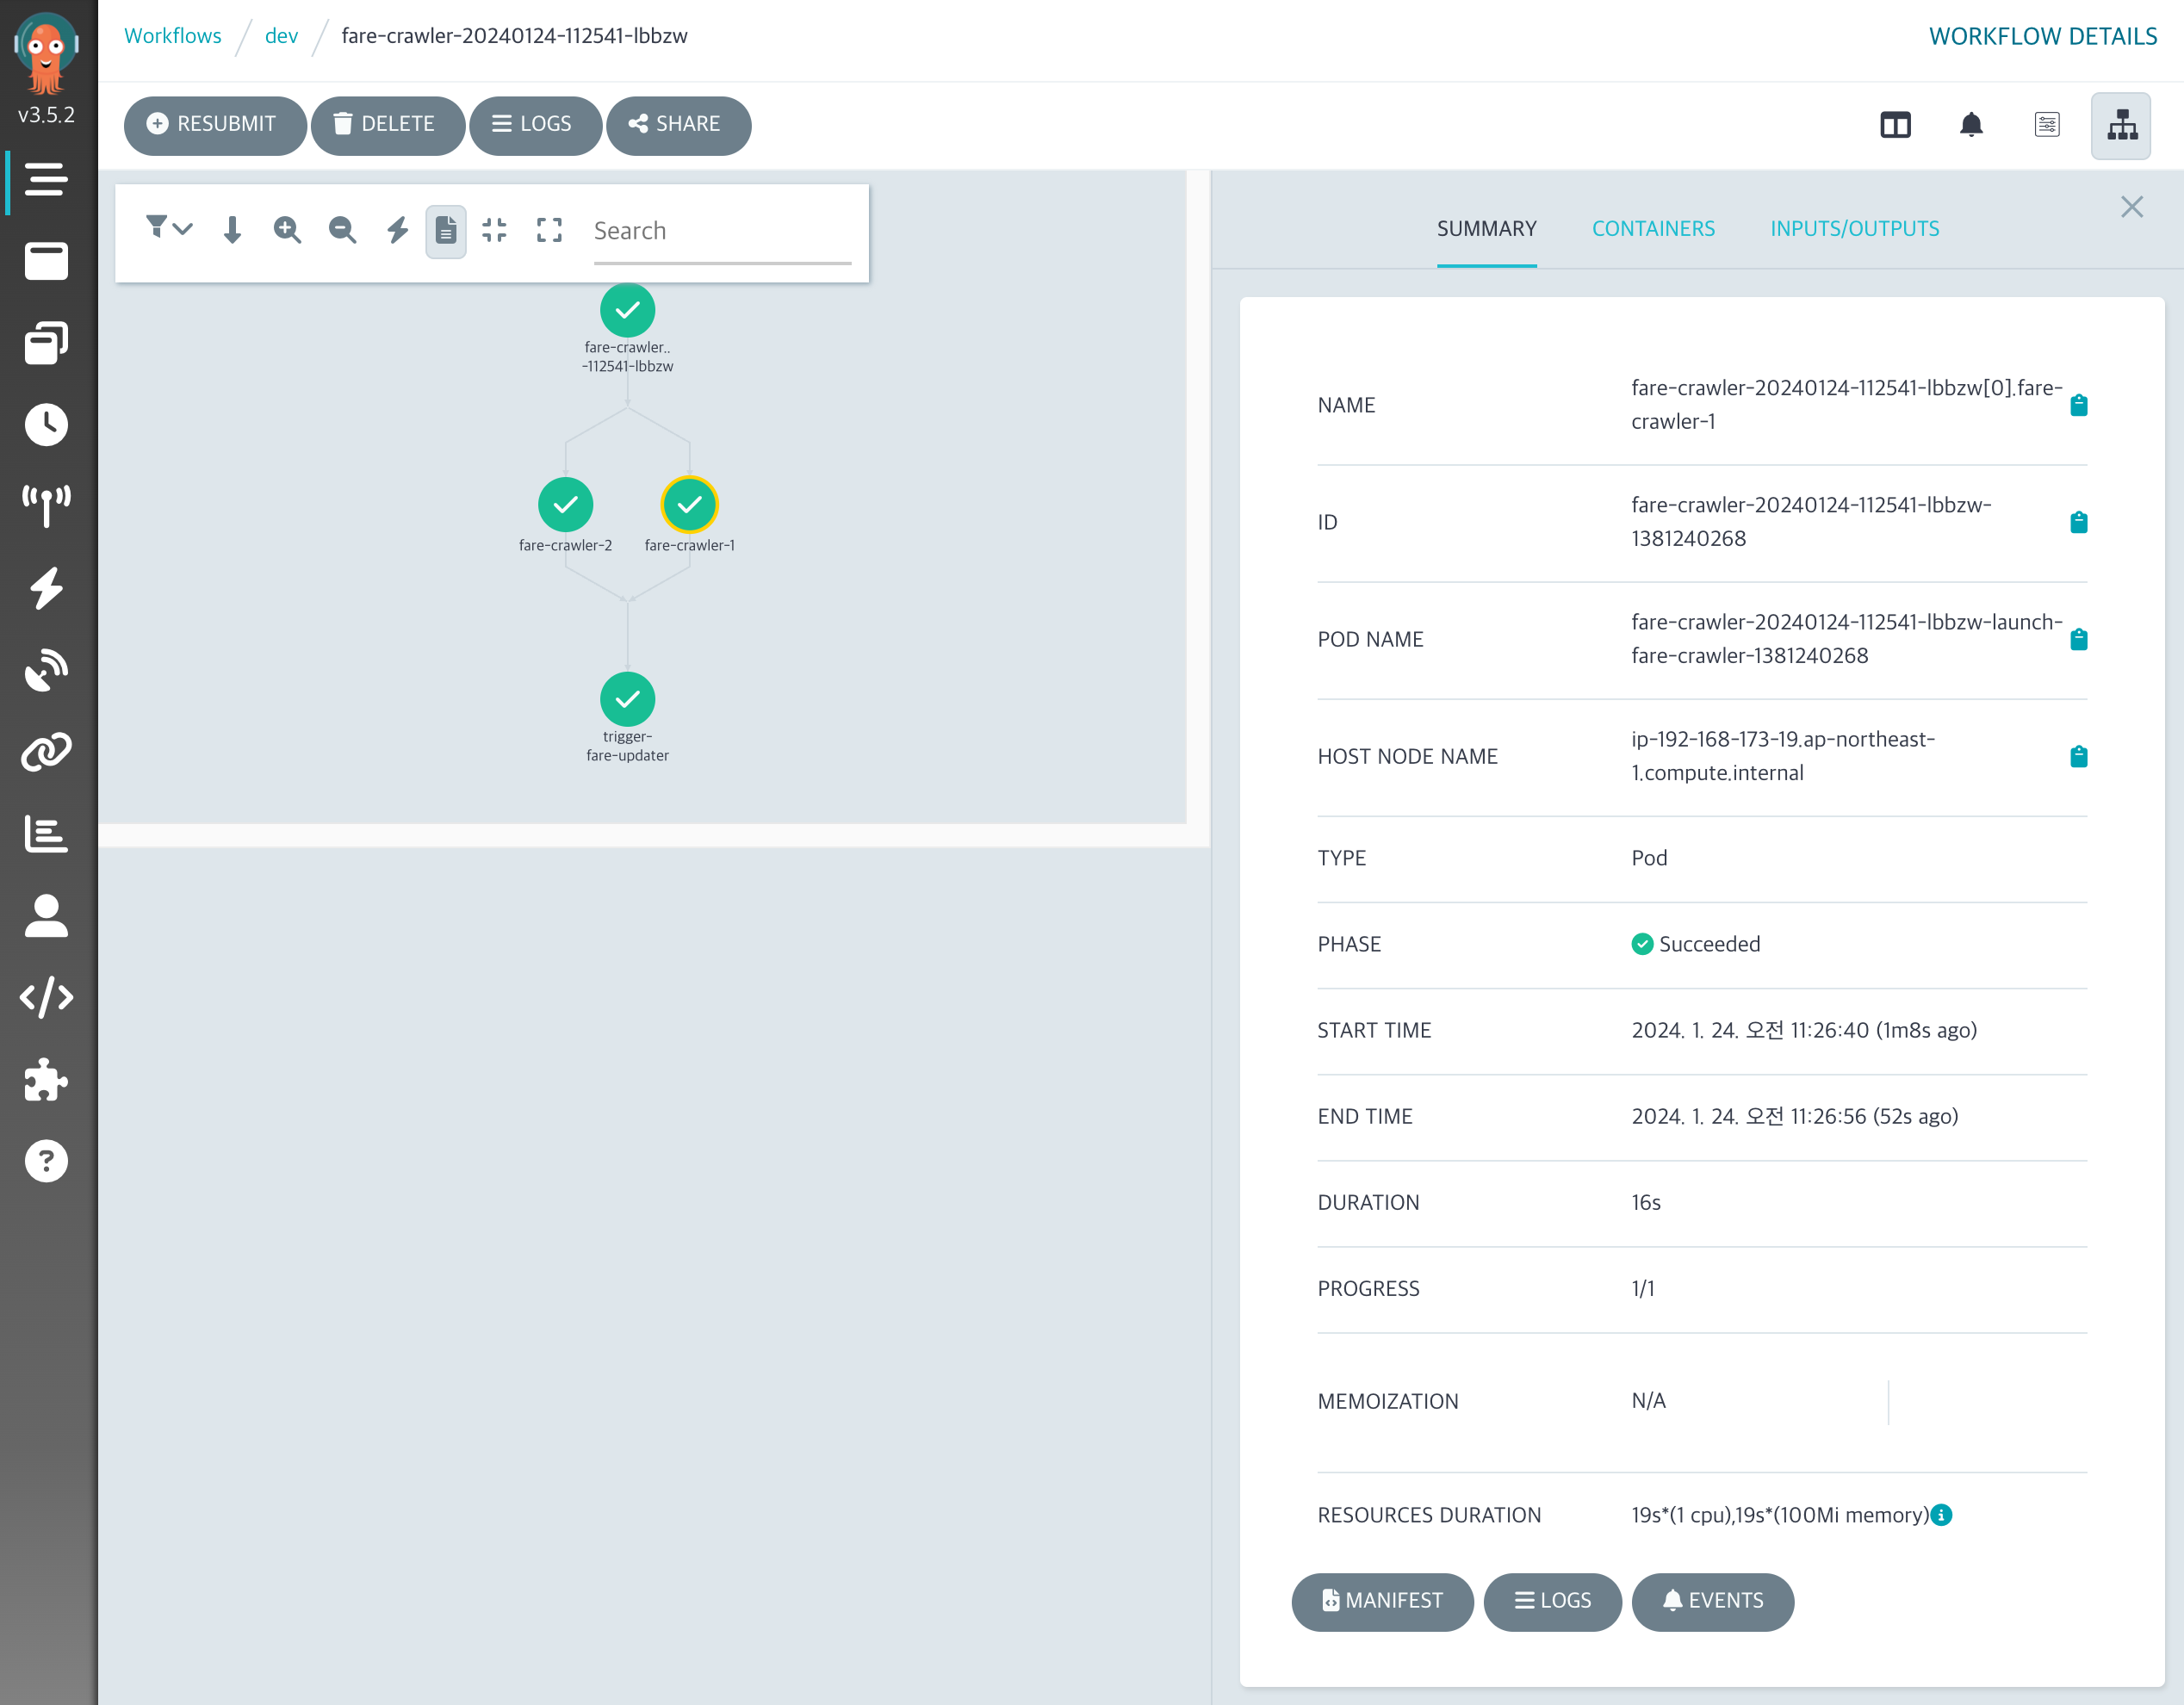 Workflows / dev / fare-crawler-20240124-112541-lbbzw
WORKFLOW DETAILS
v3.5.2
RESUBMIT
DELETE
LOGS
SHARE
Search
fare-crawler..
-112541-lbbzw
fare-crawler-2
fare-crawler-1
trigger-
fare-updater
SUMMARY
CONTAINERS
INPUTS/OUTPUTS
NAME
fare-crawler-20240124-112541-lbbzw[0].fare-
crawler-1
ID
fare-crawler-20240124-112541-lbbzw-
1381240268
POD NAME
fare-crawler-20240124-112541-lbbzw-launch-
fare-crawler-1381240268
HOST NODE NAME
ip-192-168-173-19.ap-northeast-
1.compute.internal
TYPE
Pod
PHASE
Succeeded
START TIME
2024. 1. 24. 오전 11:26:40 (1m8s ago)
END TIME
2024. 1. 24. 오전 11:26:56 (52s ago)
DURATION
16s
PROGRESS
1/1
MEMOIZATION
N/A
RESOURCES DURATION
19s*(1 cpu),19s*(100Mi memory)
MANIFEST
LOGS
EVENTS